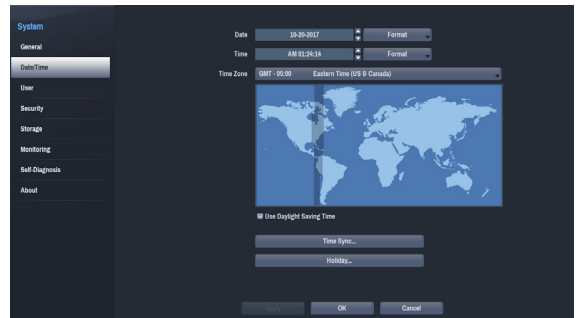 System
General
Date/Time
User
Security
Storage
Monitoring
Self-Diagnosis
About
Date 10-20-2017 Format
Time AM 01:24:14 Format
Time Zone GMT - 05:00 Eastern Time (US & Canada)
Use Daylight Saving Time
Time Sync...
Holiday...
Apply OK Cancel